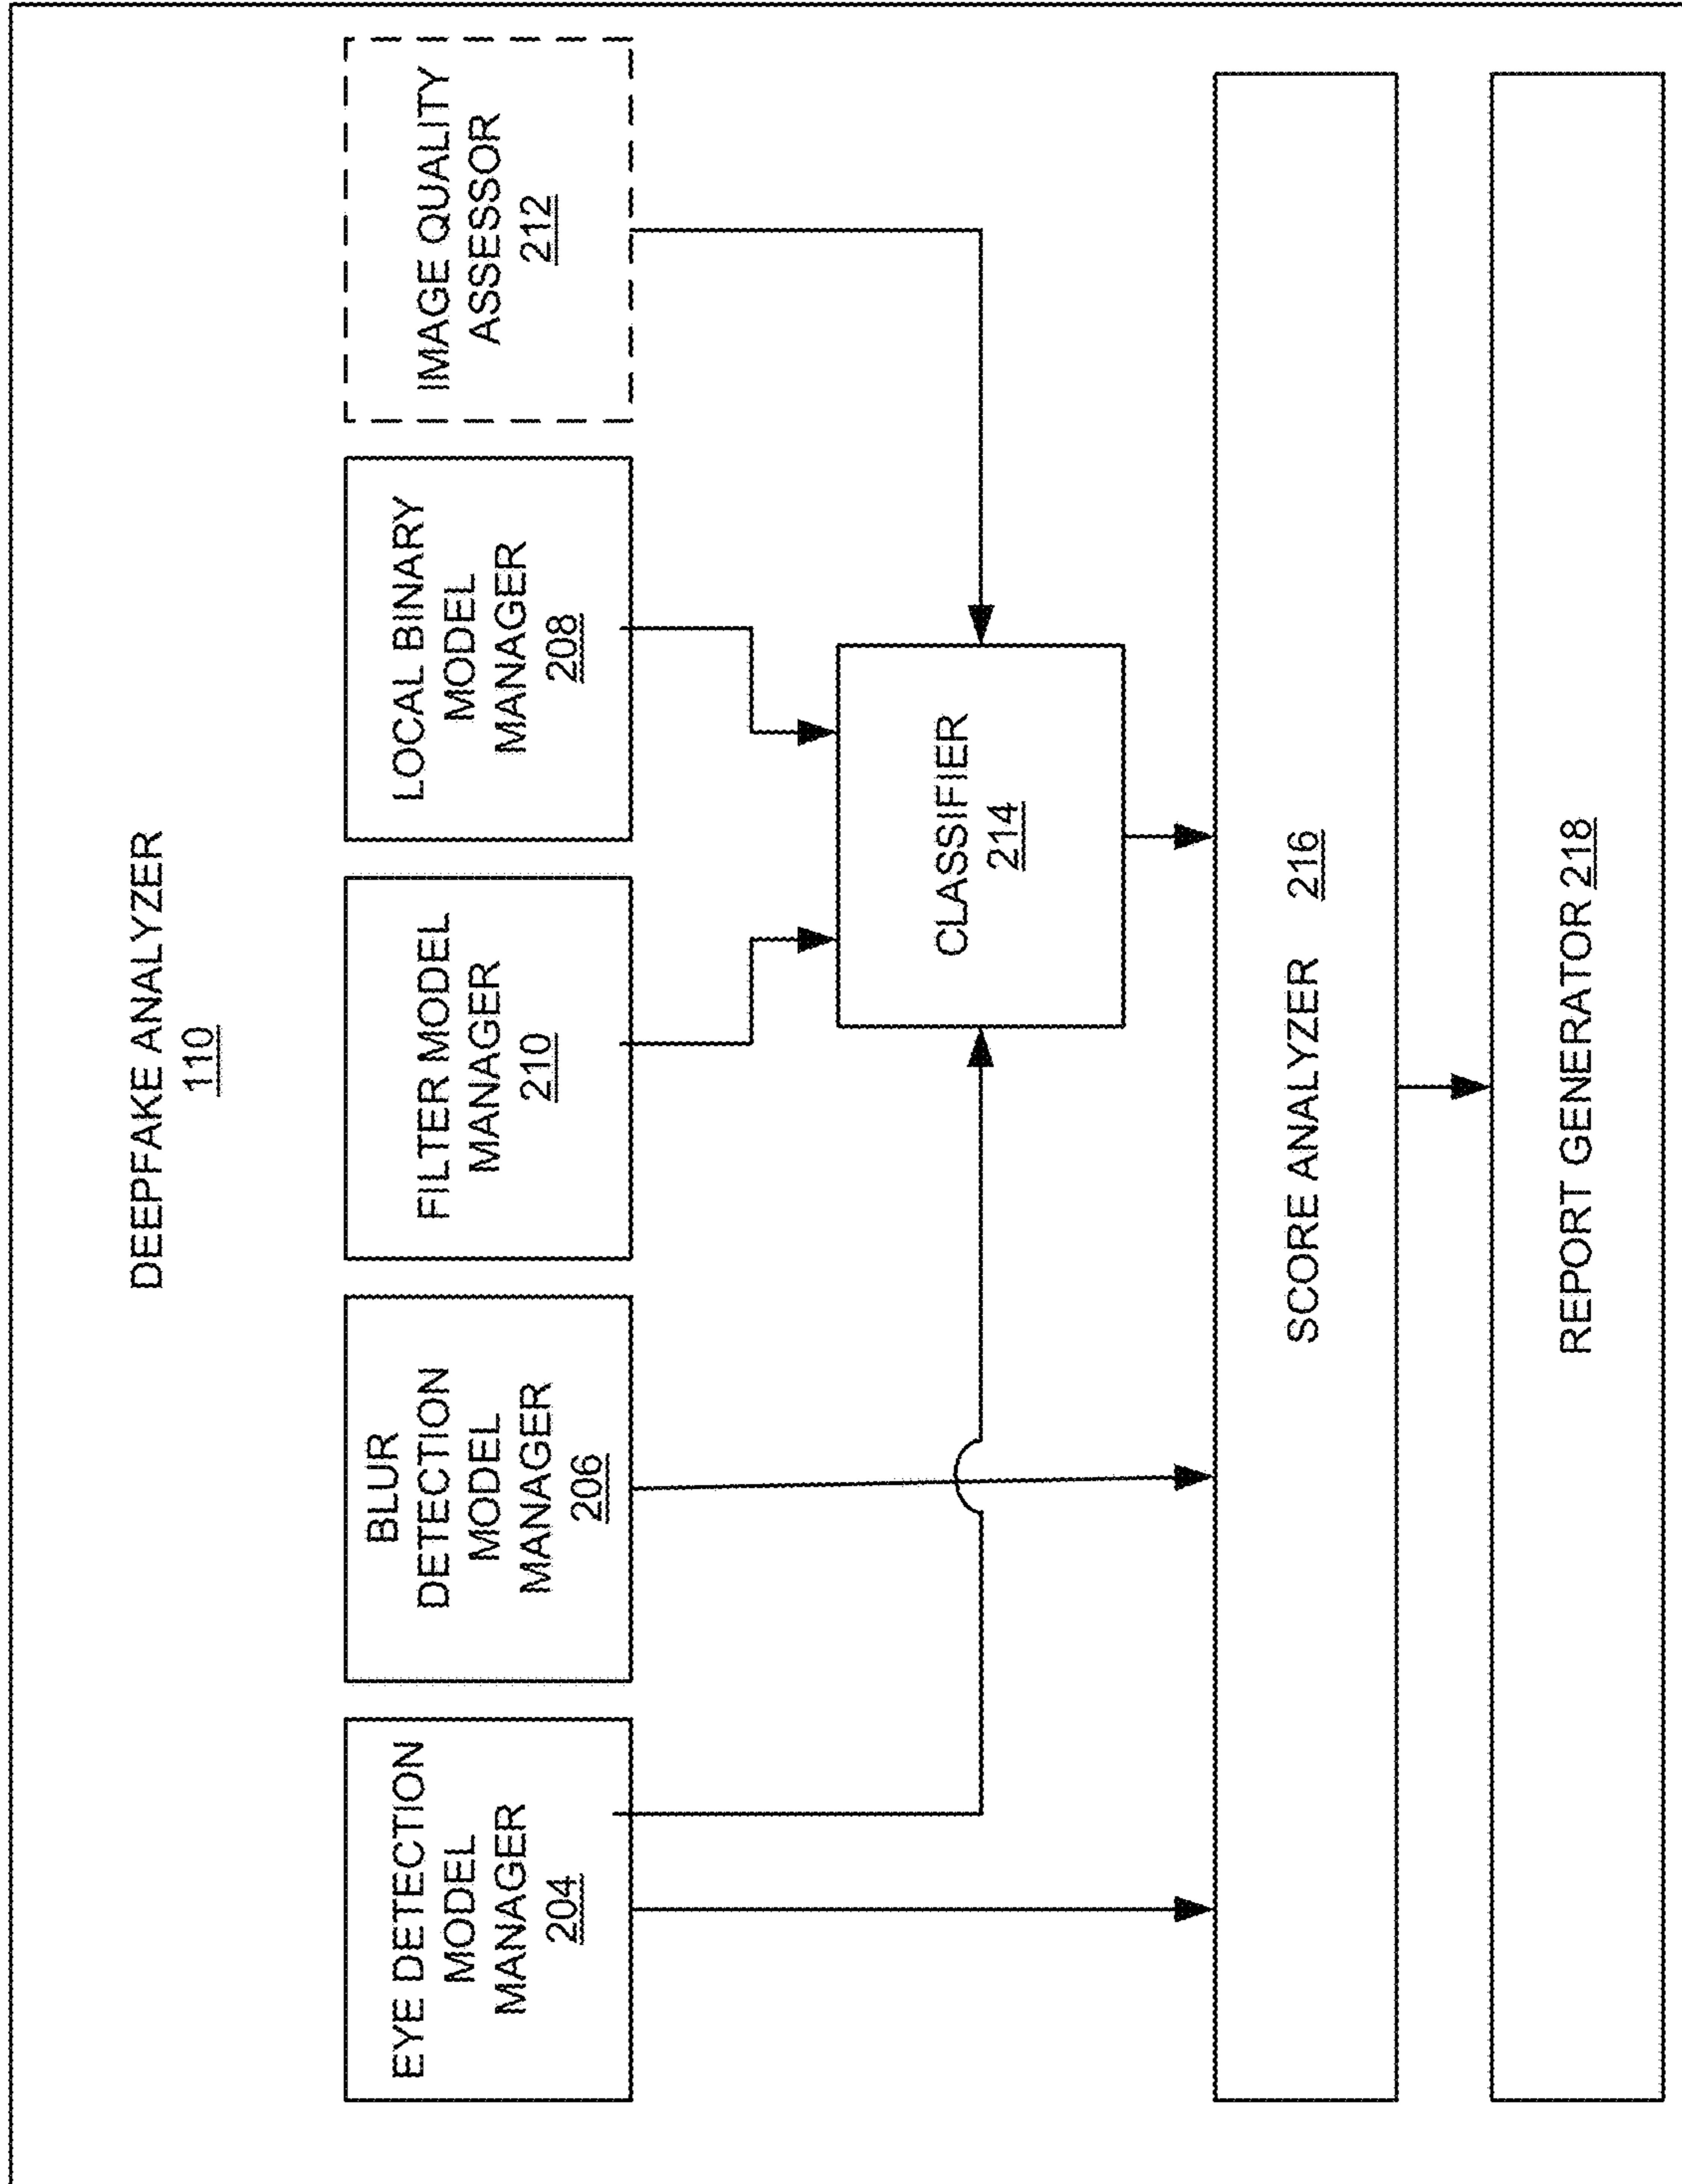 DEEPFAKE ANALYZER
110
EYE DETECTION
MODEL
MANAGER
204
BLUR
DETECTION
MODEL
MANAGER
206
FILTER MODEL
MANAGER
210
LOCAL BINARY
MODEL
MANAGER
208
IMAGE QUALITY
ASSESSOR
212
CLASSIFIER
214
SCORE ANALYZER 216
REPORT GENERATOR 218